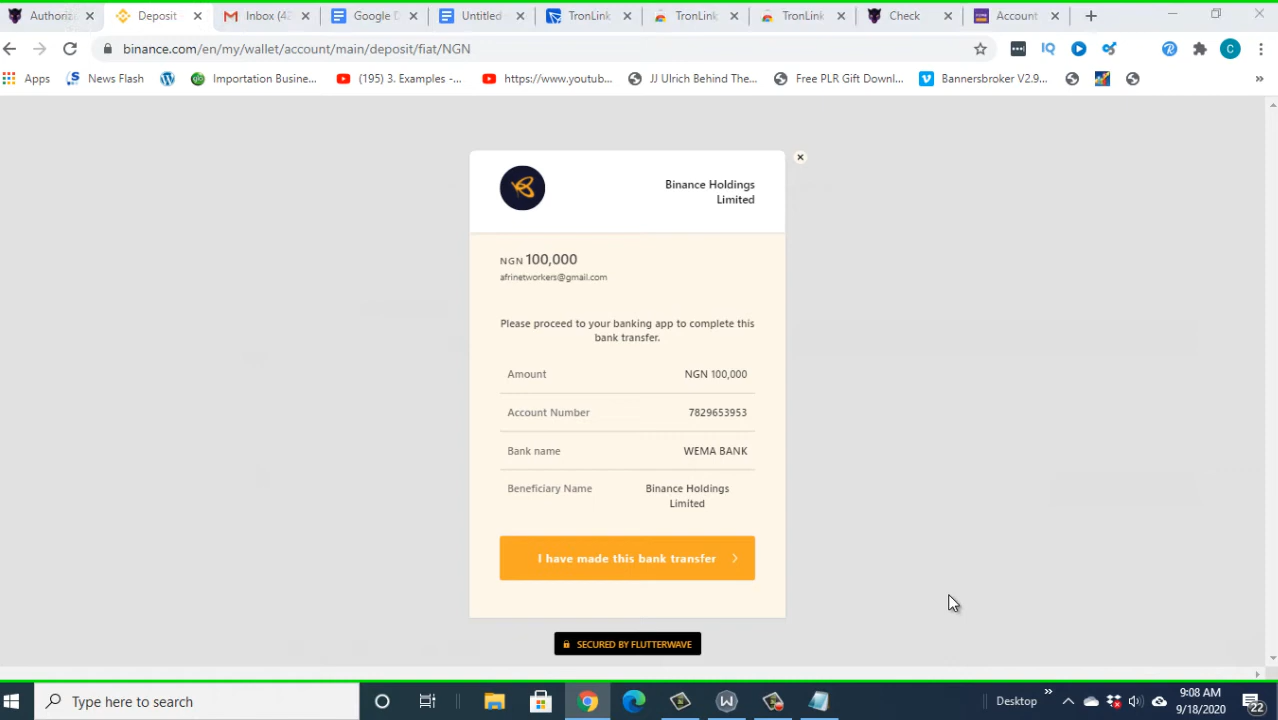 Authoriza
Deposit
Inbox (42
Google D
Untitled
TronLink
TronLink
TronLink
Check
Account
binance.com/en/my/wallet/account/main/deposit/fiat/NGN
IQ
C
Apps
News Flash
Importation Busine...
(195) 3. Examples -...
https://www.youtub...
JJ Ulrich Behind The...
Free PLR Gift Downl...
Bannersbroker V2.9...
Binance Holdings
Limited
NGN 100,000
afrinetworkers@gmail.com
Please proceed to your banking app to complete this
bank transfer.
Amount NGN 100,000
Account Number 7829653953
Bank name WEMA BANK
Beneficiary Name Binance Holdings
Limited
I have made this bank transfer
SECURED BY FLUTTERWAVE
Type here to search
Desktop
9:08 AM
9/18/2020
22